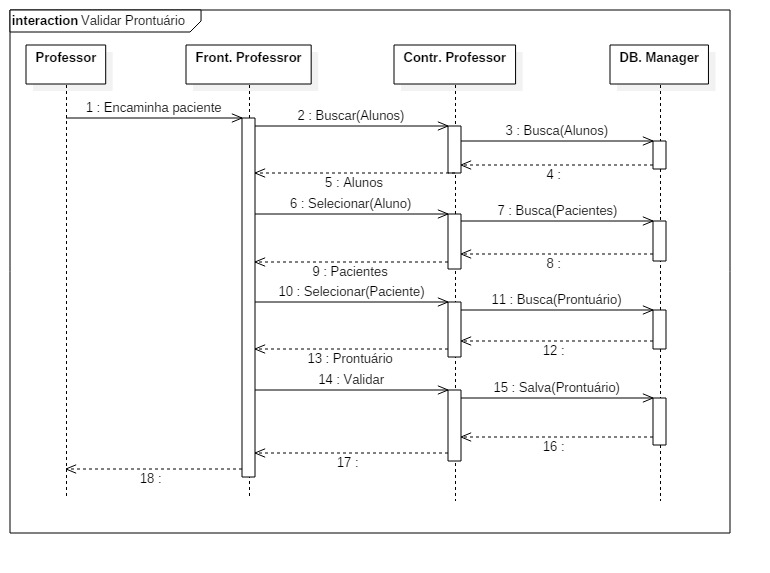 interaction Validar Prontuário
Professor
Front. Professror
Contr. Professor
DB. Manager
1 : Encaminha paciente
2 : Buscar(Alunos)
3 : Busca(Alunos)
4 :
5 : Alunos
6 : Selecionar(Aluno)
7 : Busca(Pacientes)
8 :
9 : Pacientes
10 : Selecionar(Paciente)
11 : Busca(Prontuário)
12 :
13 : Prontuário
14 : Validar
15 : Salva(Prontuário)
16 :
17 :
18 :